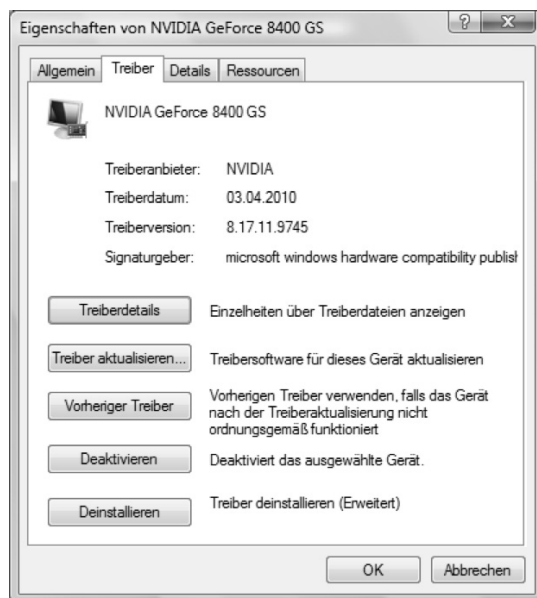 Eigenschaften von NVIDIA GeForce 8400 GS
Allgemein Treiber Details Ressourcen
NVIDIA GeForce 8400 GS
Treiberanbieter: NVIDIA
Treiberdatum: 03.04.2010
Treiberversion: 8.17.11.9745
Signaturgeber: microsoft windows hardware compatibility publish
Treiberdetails Einzelheiten über Treiberdateien anzeigen
Treiber aktualisieren... Treibersoftware für dieses Gerät aktualisieren
Vorheriger Treiber Vorherigen Treiber verwenden, falls das Gerät
nach der Treiberaktualisierung nicht
ordnungsgemäß funktioniert
Deaktivieren Deaktiviert das ausgewählte Gerät.
Deinstallieren Treiber deinstallieren (Erweitert)
OK Abbrechen